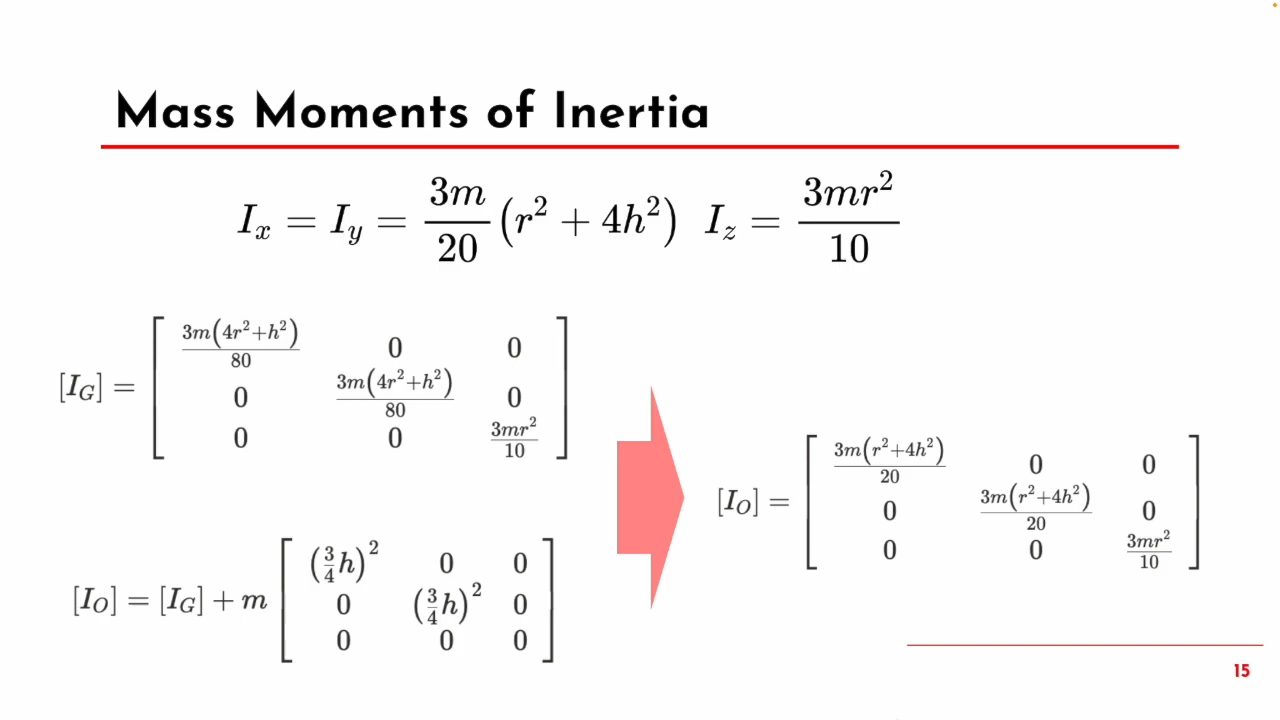 Mass Moments of Inertia
$I_x = I_y = \frac{3m}{20}(r^2 + 4h^2) \quad I_z = \frac{3mr^2}{10}$
$[I_G] = \begin{bmatrix} \frac{3m(4r^2+h^2)}{80} & 0 & 0 \\ 0 & \frac{3m(4r^2+h^2)}{80} & 0 \\ 0 & 0 & \frac{3mr^2}{10} \end{bmatrix}$
$[I_O] = [I_G] + m \begin{bmatrix} (\frac{3}{4}h)^2 & 0 & 0 \\ 0 & (\frac{3}{4}h)^2 & 0 \\ 0 & 0 & 0 \end{bmatrix}$
$[I_O] = \begin{bmatrix} \frac{3m(r^2+4h^2)}{20} & 0 & 0 \\ 0 & \frac{3m(r^2+4h^2)}{20} & 0 \\ 0 & 0 & \frac{3mr^2}{10} \end{bmatrix}$
15